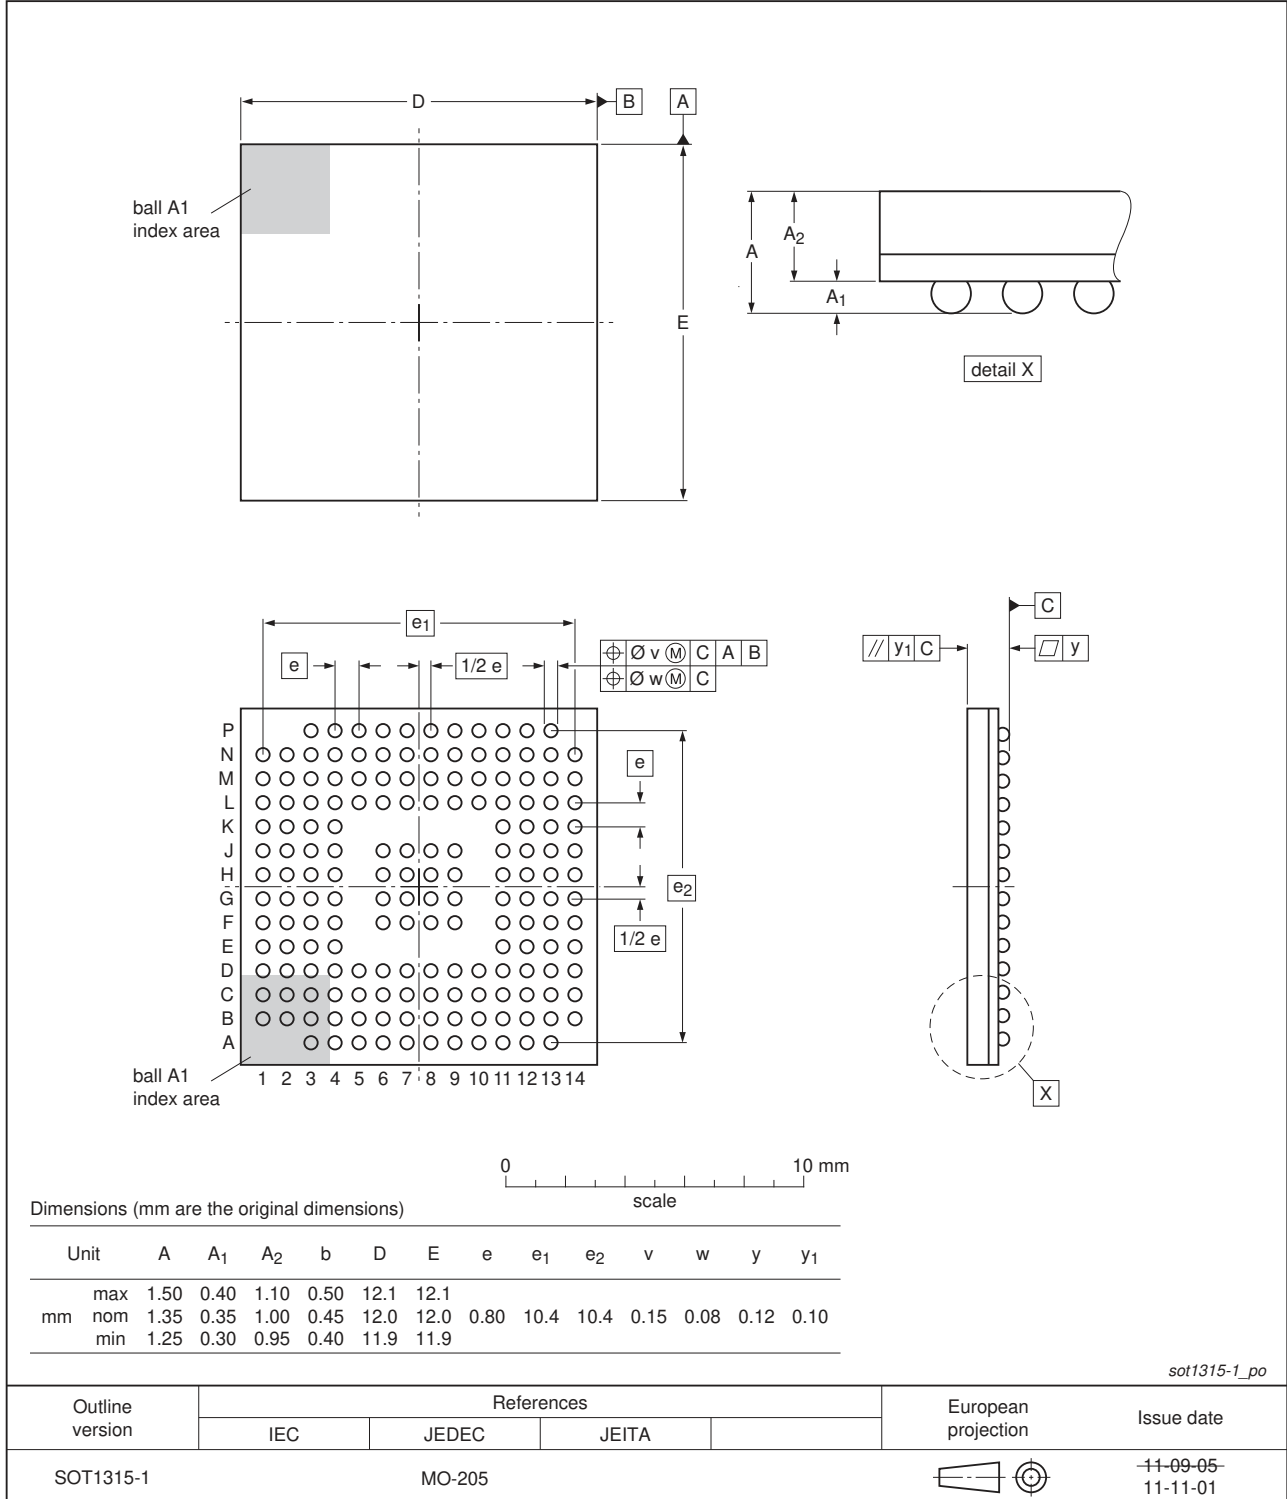 D
B
A
ball A1
index area
E
A
A2
A1
detail X
e1
e
1/2 e
Ø v Ⓜ C A B
Ø w Ⓜ C
C
// y1 C
y
P
N
M
L
K
J
H
G
F
E
D
C
B
A
e
e2
1/2 e
ball A1
index area
1 2 3 4 5 6 7 8 9 10 11 12 13 14
X
0 10 mm
scale
Dimensions (mm are the original dimensions)
Unit A A1 A2 b D E e e1 e2 v w y y1
max 1.50 0.40 1.10 0.50 12.1 12.1
mm nom 1.35 0.35 1.00 0.45 12.0 12.0 0.80 10.4 10.4 0.15 0.08 0.12 0.10
min 1.25 0.30 0.95 0.40 11.9 11.9
sot1315-1_po
Outline
version
References
IEC JEDEC JEITA
European
projection
Issue date
SOT1315-1 MO-205
11-09-05
11-11-01